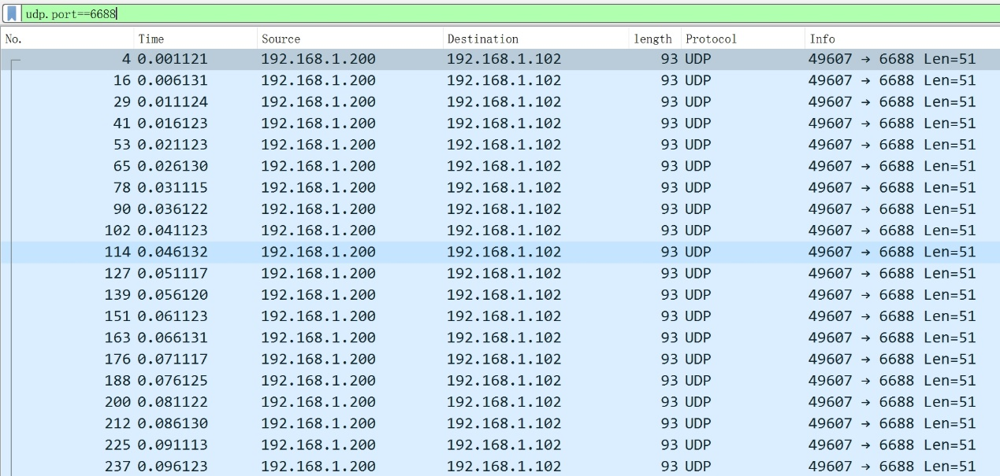 udp.port==6688
No. Time Source Destination length Protocol Info
4 0.001121 192.168.1.200 192.168.1.102 93 UDP 49607 → 6688 Len=51
16 0.006131 192.168.1.200 192.168.1.102 93 UDP 49607 → 6688 Len=51
29 0.011124 192.168.1.200 192.168.1.102 93 UDP 49607 → 6688 Len=51
41 0.016123 192.168.1.200 192.168.1.102 93 UDP 49607 → 6688 Len=51
53 0.021123 192.168.1.200 192.168.1.102 93 UDP 49607 → 6688 Len=51
65 0.026130 192.168.1.200 192.168.1.102 93 UDP 49607 → 6688 Len=51
78 0.031115 192.168.1.200 192.168.1.102 93 UDP 49607 → 6688 Len=51
90 0.036122 192.168.1.200 192.168.1.102 93 UDP 49607 → 6688 Len=51
102 0.041123 192.168.1.200 192.168.1.102 93 UDP 49607 → 6688 Len=51
114 0.046132 192.168.1.200 192.168.1.102 93 UDP 49607 → 6688 Len=51
127 0.051117 192.168.1.200 192.168.1.102 93 UDP 49607 → 6688 Len=51
139 0.056120 192.168.1.200 192.168.1.102 93 UDP 49607 → 6688 Len=51
151 0.061123 192.168.1.200 192.168.1.102 93 UDP 49607 → 6688 Len=51
163 0.066131 192.168.1.200 192.168.1.102 93 UDP 49607 → 6688 Len=51
176 0.071117 192.168.1.200 192.168.1.102 93 UDP 49607 → 6688 Len=51
188 0.076125 192.168.1.200 192.168.1.102 93 UDP 49607 → 6688 Len=51
200 0.081122 192.168.1.200 192.168.1.102 93 UDP 49607 → 6688 Len=51
212 0.086130 192.168.1.200 192.168.1.102 93 UDP 49607 → 6688 Len=51
225 0.091113 192.168.1.200 192.168.1.102 93 UDP 49607 → 6688 Len=51
237 0.096123 192.168.1.200 192.168.1.102 93 UDP 49607 → 6688 Len=51